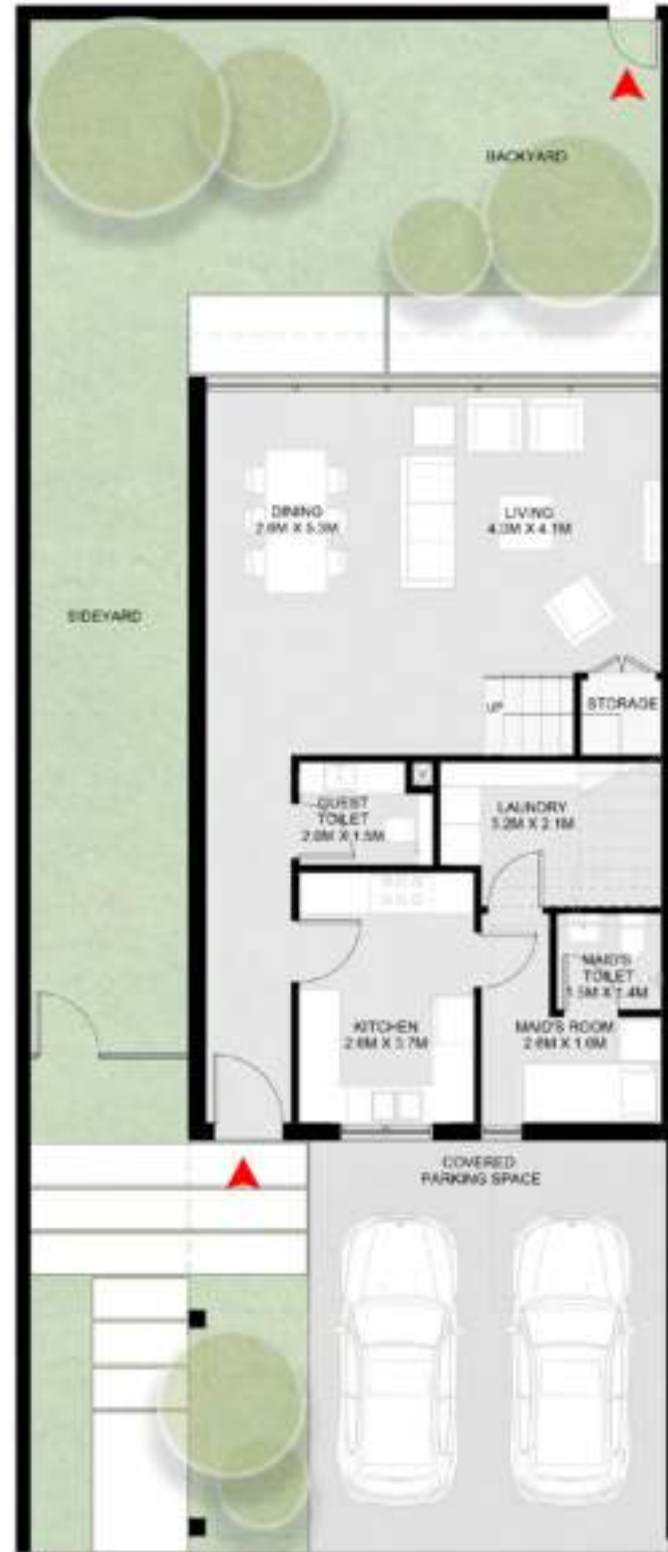 BACKYARD
DINING
2.6M X 5.3M
LIVING
4.3M X 4.1M
SIDEYARD
UP
STORAGE
GUEST
TOILET
2.0M X 1.5M
LAUNDRY
3.2M X 2.1M
MAID'S
TOILET
1.5M X 1.4M
KITCHEN
2.6M X 3.7M
MAID'S ROOM
2.6M X 1.6M
COVERED
PARKING SPACE